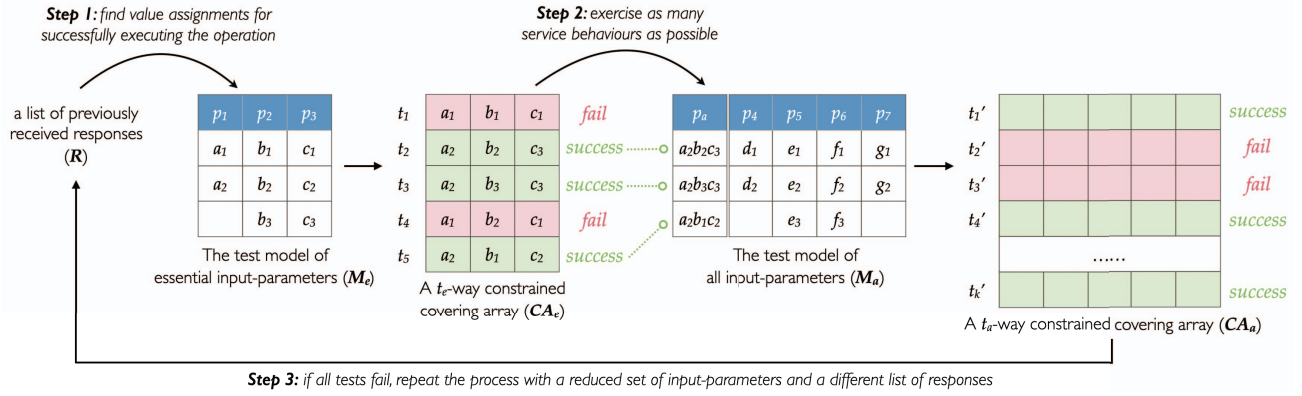 Step 1: find value assignments for
successfully executing the operation
Step 2: exercise as many
service behaviours as possible
a list of previously
received responses
(R)
p1 p2 p3
a1 b1 c1
a2 b2 c2
b3 c3
The test model of
essential input-parameters (Me)
t1 a1 b1 c1 fail
t2 a2 b2 c3 success
t3 a2 b3 c3 success
t4 a1 b2 c1 fail
t5 a2 b1 c2 success
A te-way constrained
covering array (CAe)
pa p4 p5 p6 p7
a2b2c3 d1 e1 f1 g1
a2b3c3 d2 e2 f2 g2
a2b1c2 e3 f3
The test model of
all input-parameters (Ma)
t1′ success
t2′ fail
t3′ fail
t4′ success
......
tk′ success
A ta-way constrained covering array (CAa)
Step 3: if all tests fail, repeat the process with a reduced set of input-parameters and a different list of responses